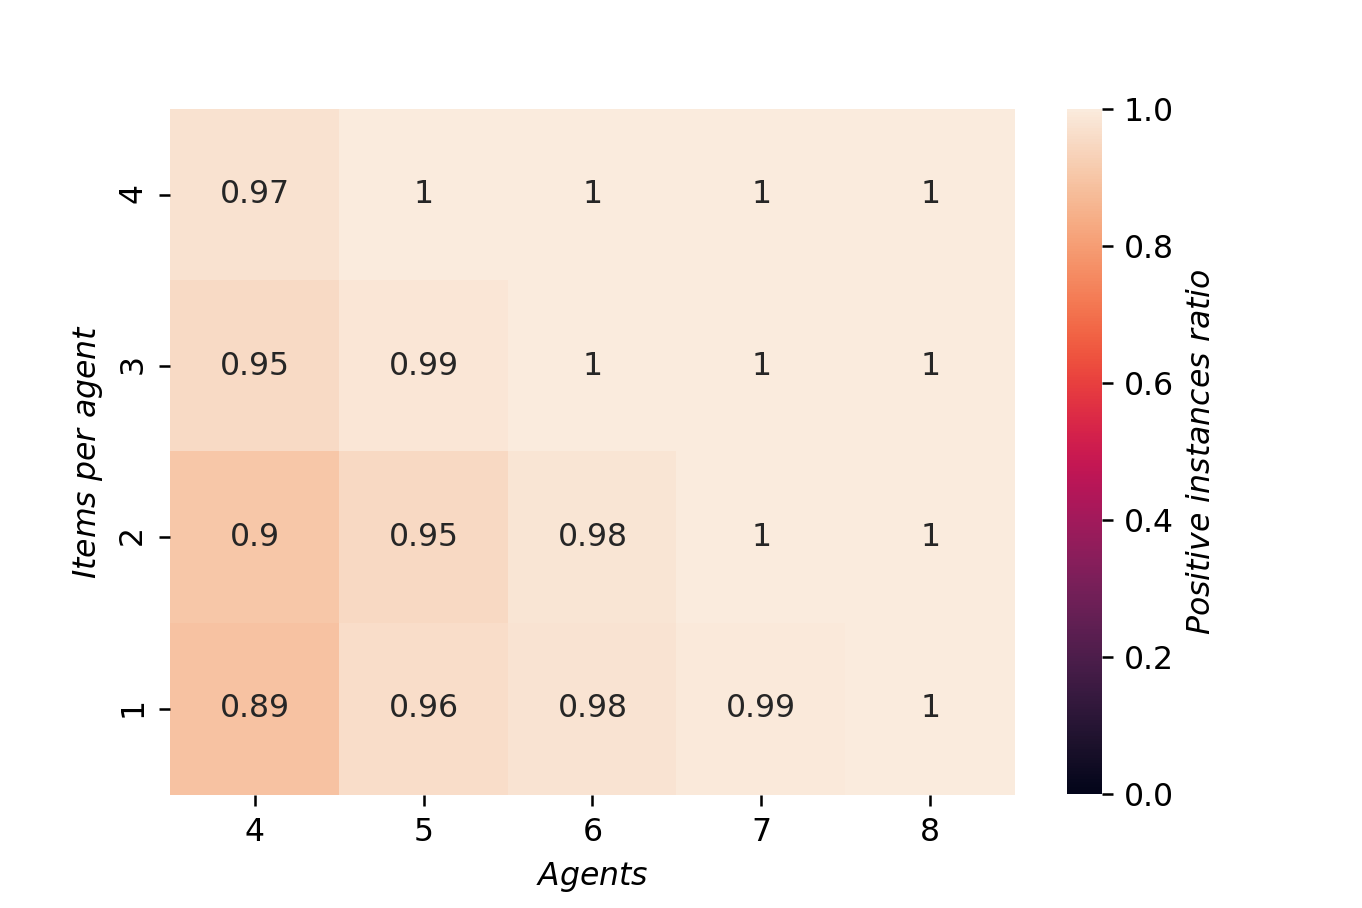 4 0.97 1 1 1 1
3 0.95 0.99 1 1 1
2 0.9 0.95 0.98 1 1
1 0.89 0.96 0.98 0.99 1
4 5 6 7 8
Agents
Items per agent
1.0
0.8
0.6
0.4
0.2
0.0
Positive instances ratio